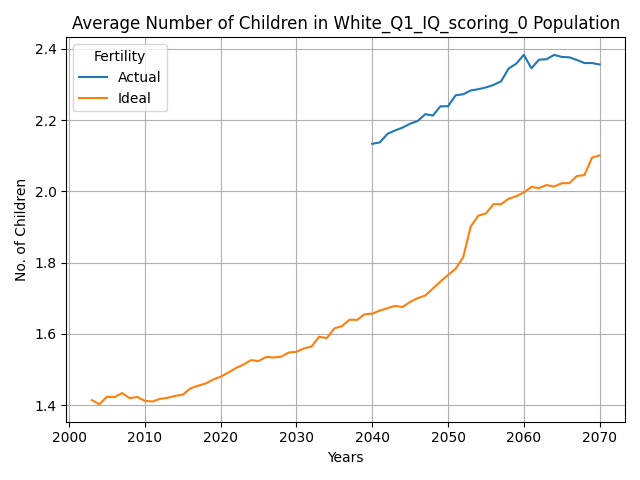 Average Number of Children in White_Q1_IQ_scoring_0 Population
Fertility
Actual
Ideal
No. of Children
2.4
2.2
2.0
1.8
1.6
1.4
2000 2010 2020 2030 2040 2050 2060 2070
Years